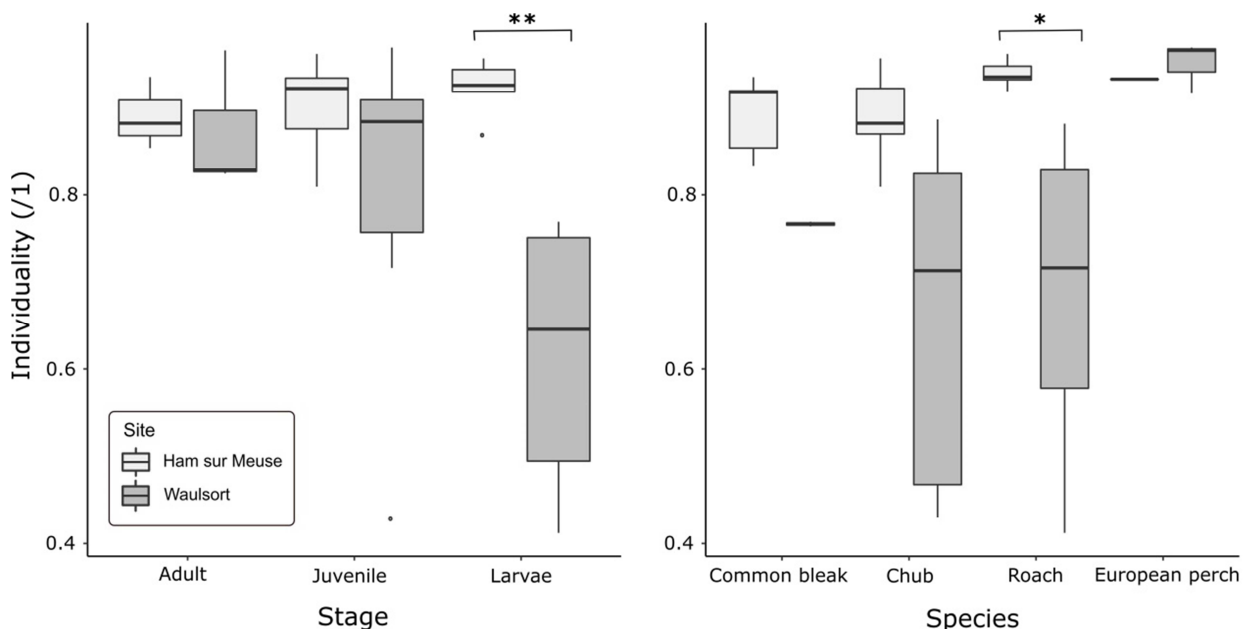 **
*
Individuality (/1)
0.8
0.6
0.4
Site
Ham sur Meuse
Waulsort
Adult
Juvenile
Larvae
Stage
0.8
0.6
0.4
Common bleak
Chub
Roach
European perch
Species